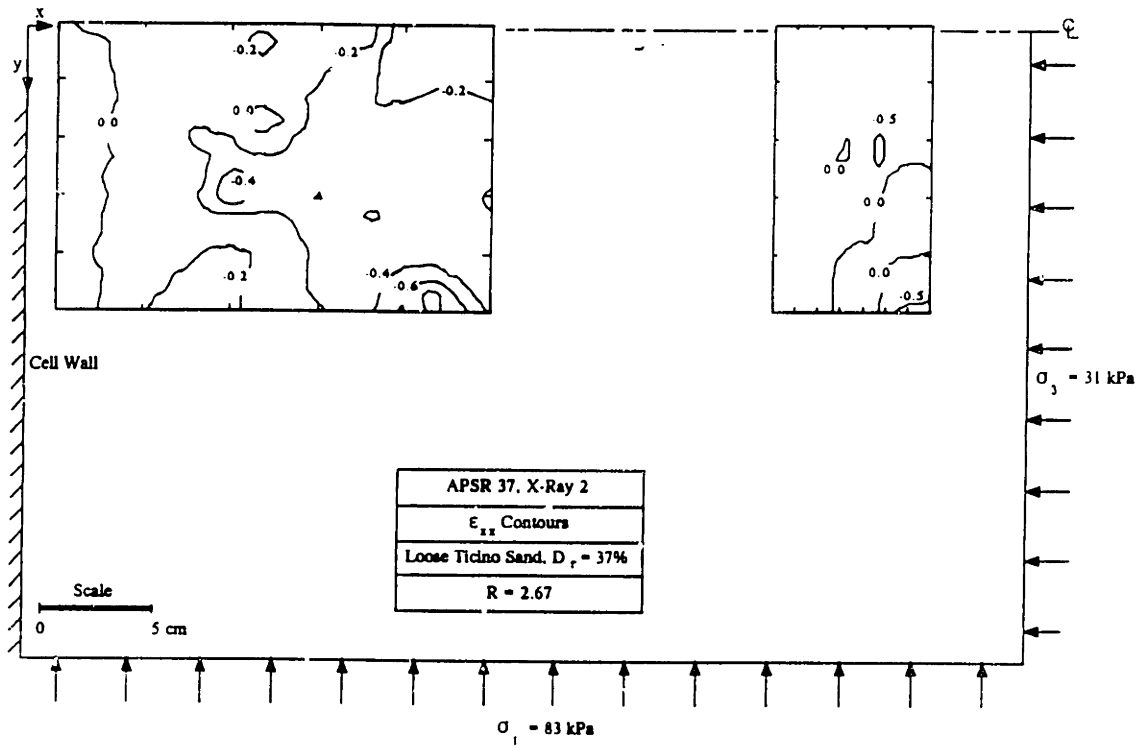 x
℄
y
-0.2
-0.2
-0.2
0.0
0.0
-0.5
0.0
-0.4
0.0
-0.2
-0.4
-0.6
0.0
-0.5
Cell Wall
σ3 = 31 kPa
APSR 37, X-Ray 2
εxx Contours
Loose Ticino Sand, Dr = 37%
R = 2.67
Scale
0 5 cm
σ1 = 83 kPa